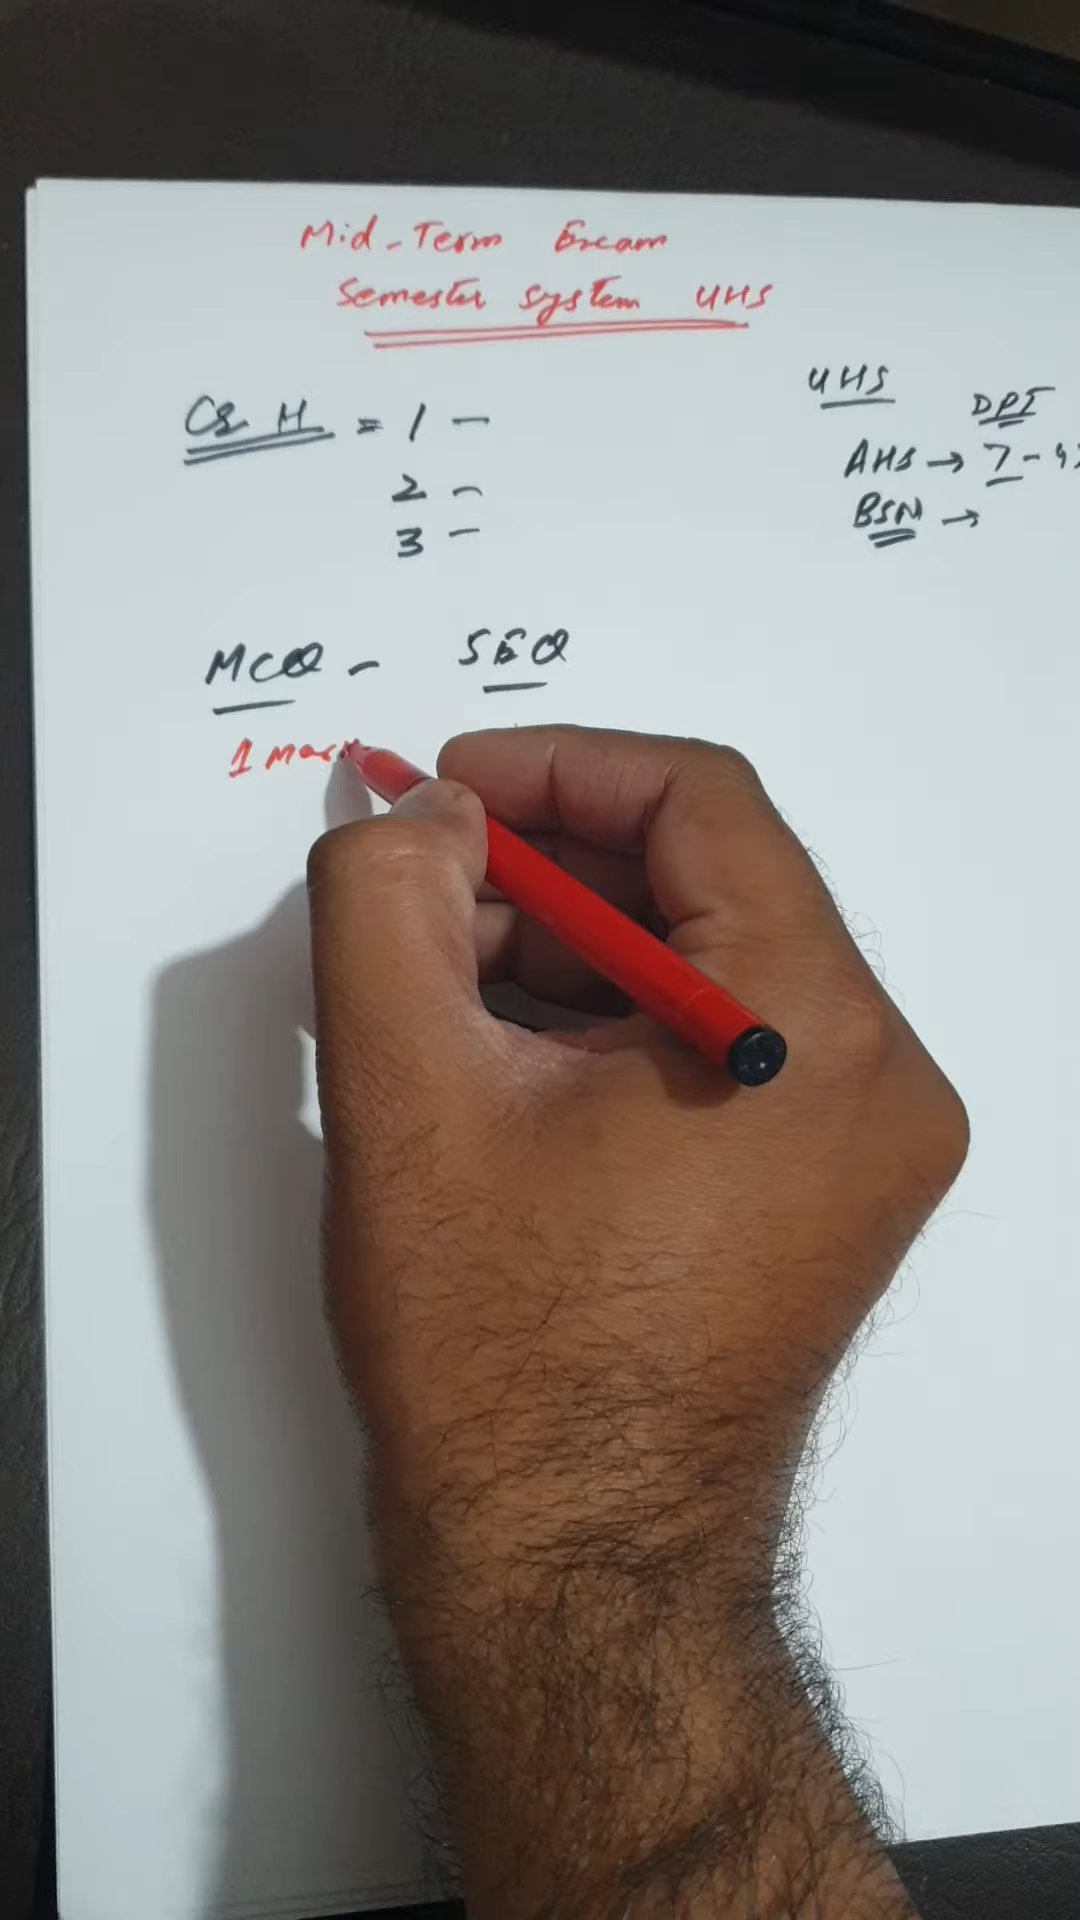 Mid-Term Exam
Semester system UHS
Cr H = 1 -
2 -
3 -
UHS
DPT
AHS → 7 -
BSN →
MCQ - SEQ
1 Mark